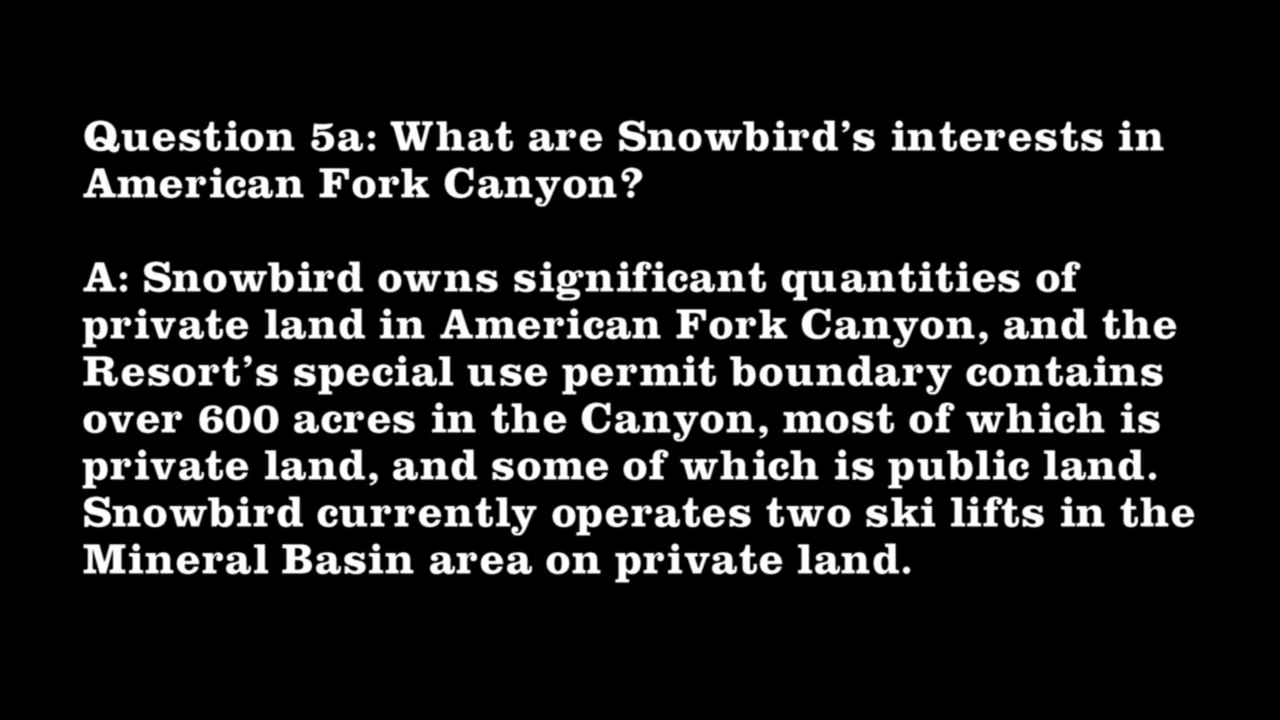 Question 5a: What are Snowbird’s interests in
American Fork Canyon?
A: Snowbird owns significant quantities of
private land in American Fork Canyon, and the
Resort’s special use permit boundary contains
over 600 acres in the Canyon, most of which is
private land, and some of which is public land.
Snowbird currently operates two ski lifts in the
Mineral Basin area on private land.